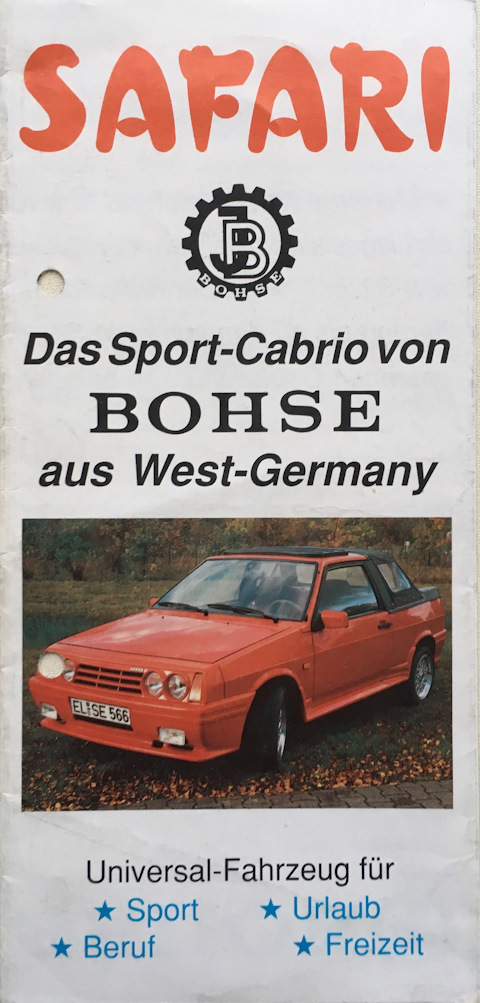 SAFARI
JB
BOHSE
Das Sport-Cabrio von
BOHSE
aus West-Germany
EL SE 566
Universal-Fahrzeug für
★ Sport ★ Urlaub
★ Beruf ★ Freizeit